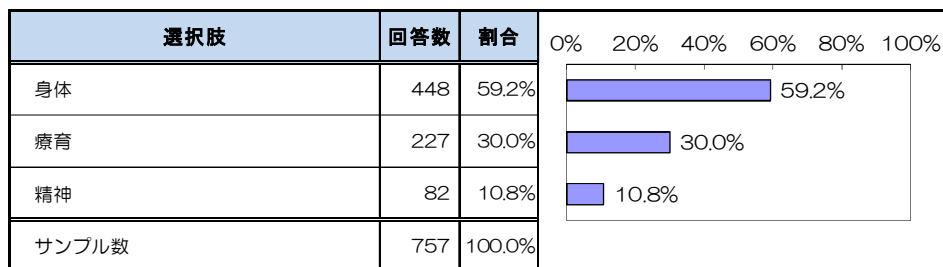 選択肢 回答数 割合
0% 20% 40% 60% 80% 100%
身体 448 59.2% 59.2%
療育 227 30.0% 30.0%
精神 82 10.8% 10.8%
サンプル数 757 100.0%